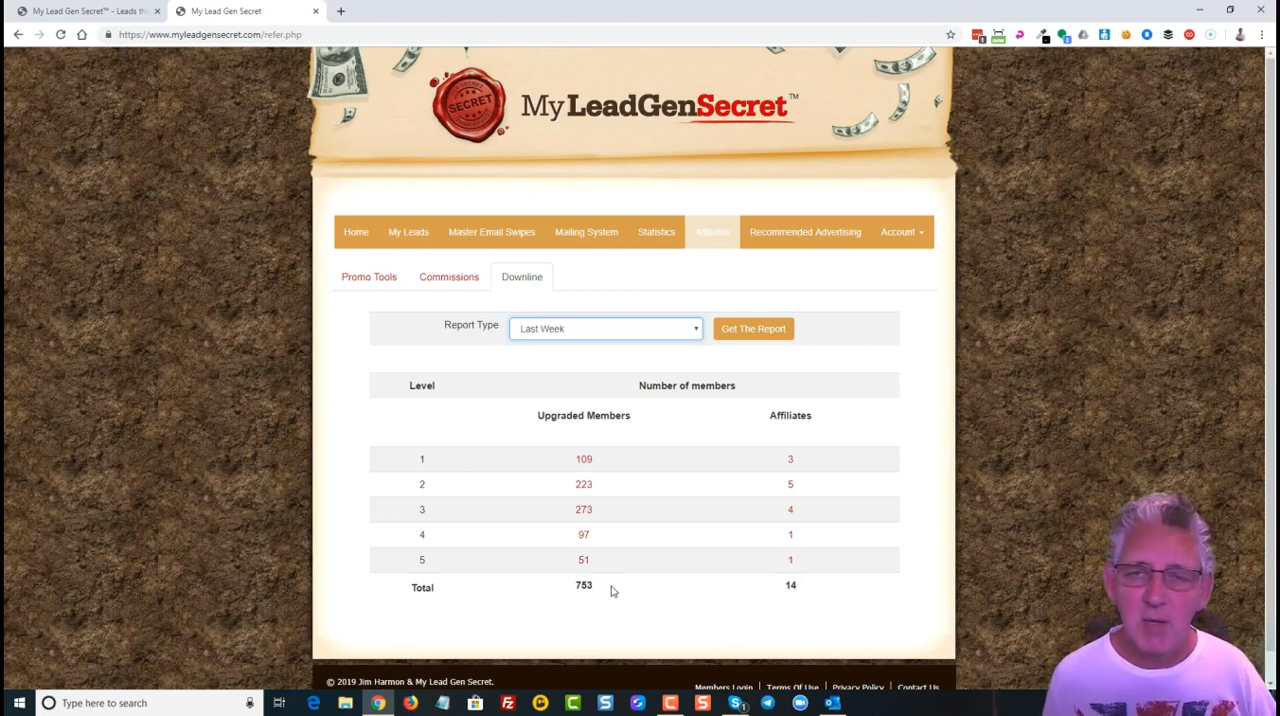 My Lead Gen Secret™ - Leads th
My Lead Gen Secret
https://www.myleadgensecret.com/refer.php
SECRET
MyLEADGENSECRET™
Home My Leads Master Email Swipes Mailing System Statistics Affiliates Recommended Advertising Account
Promo Tools Commissions Downline
Report Type Last Week Get The Report
Level Number of members
Upgraded Members Affiliates
1 109 3
2 223 5
3 273 4
4 97 1
5 51 1
Total 753 14
© 2019 Jim Harmon & My Lead Gen Secret.
Members Login Terms Of Use Privacy Policy Contact Us
Type here to search